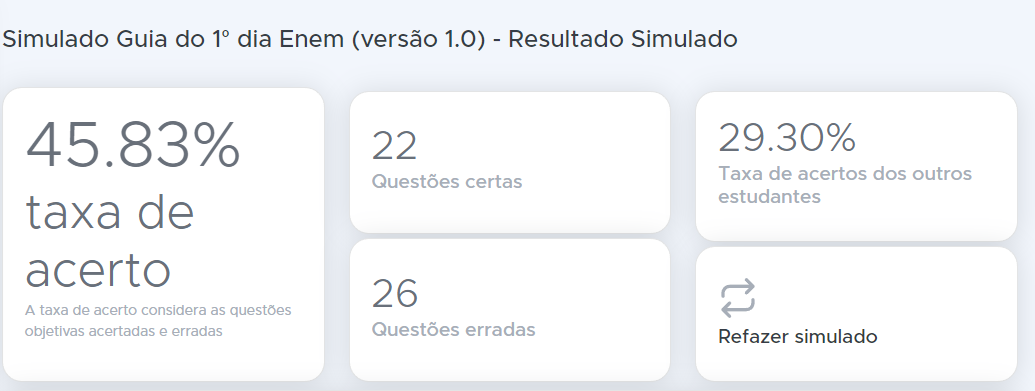 Simulado Guia do 1º dia Enem (versão 1.0) - Resultado Simulado
45.83%
taxa de
acerto
A taxa de acerto considera as questões
objetivas acertadas e erradas
22
Questões certas
26
Questões erradas
29.30%
Taxa de acertos dos outros
estudantes
Refazer simulado